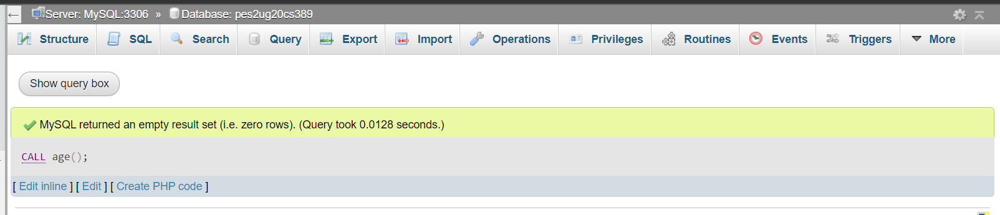 Server: MySQL:3306 » Database: pes2ug20cs389
Structure SQL Search Query Export Import Operations Privileges Routines Events Triggers More
Show query box
MySQL returned an empty result set (i.e. zero rows). (Query took 0.0128 seconds.)
CALL age();
[ Edit inline ] [ Edit ] [ Create PHP code ]